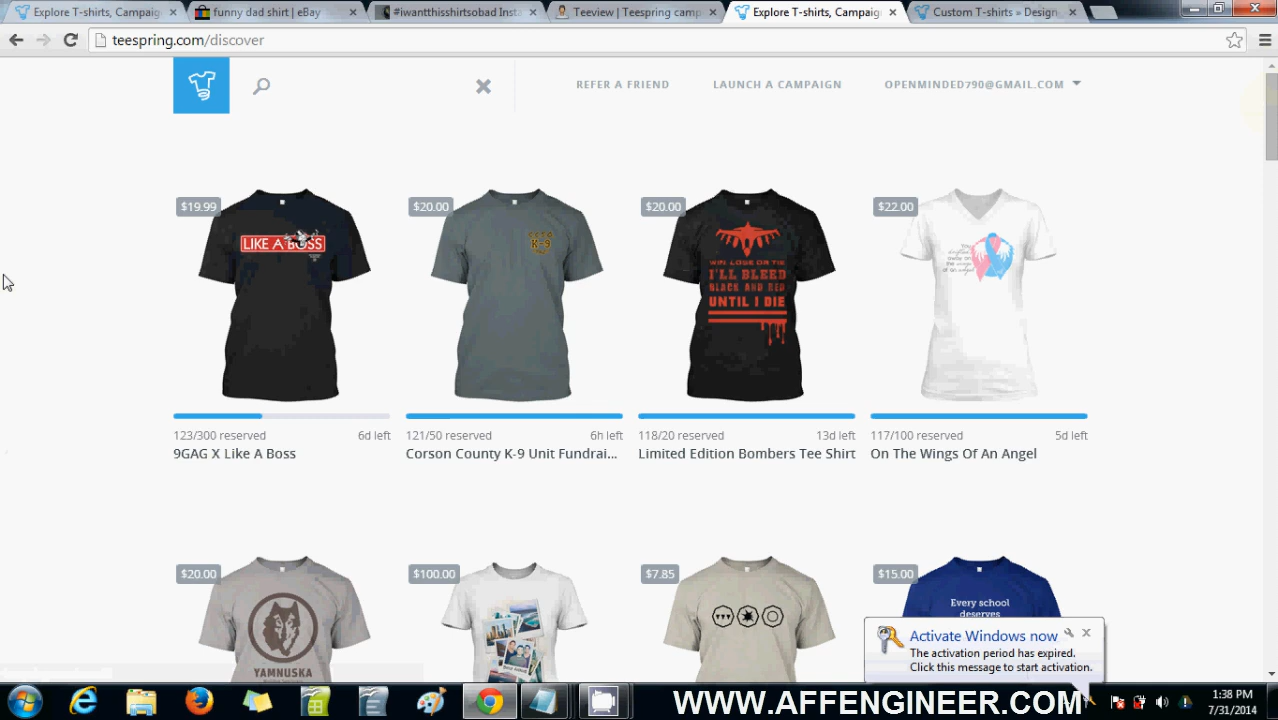 Explore T-shirts, Campaig
funny dad shirt | eBay
#iwantthisshirtsobad Insta
Teeview | Teespring camp
Explore T-shirts, Campaig
Custom T-shirts » Design
teespring.com/discover
REFER A FRIEND
LAUNCH A CAMPAIGN
OPENMINDED790@GMAIL.COM
$19.99
$20.00
$20.00
$22.00
LIKE A BOSS
K-9
WIN LOSE OR TIE
I'LL BLEED
BLACK AND RED
UNTIL I DIE
123/300 reserved
6d left
121/50 reserved
6h left
118/20 reserved
13d left
117/100 reserved
5d left
9GAG X Like A Boss
Corson County K-9 Unit Fundrai...
Limited Edition Bombers Tee Shirt
On The Wings Of An Angel
$20.00
$100.00
$7.85
$15.00
YAMNUSKA
Every school
deserves
Activate Windows now
The activation period has expired.
Click this message to start activation.
WWW.AFFENGINEER.COM
1:38 PM
7/31/2014